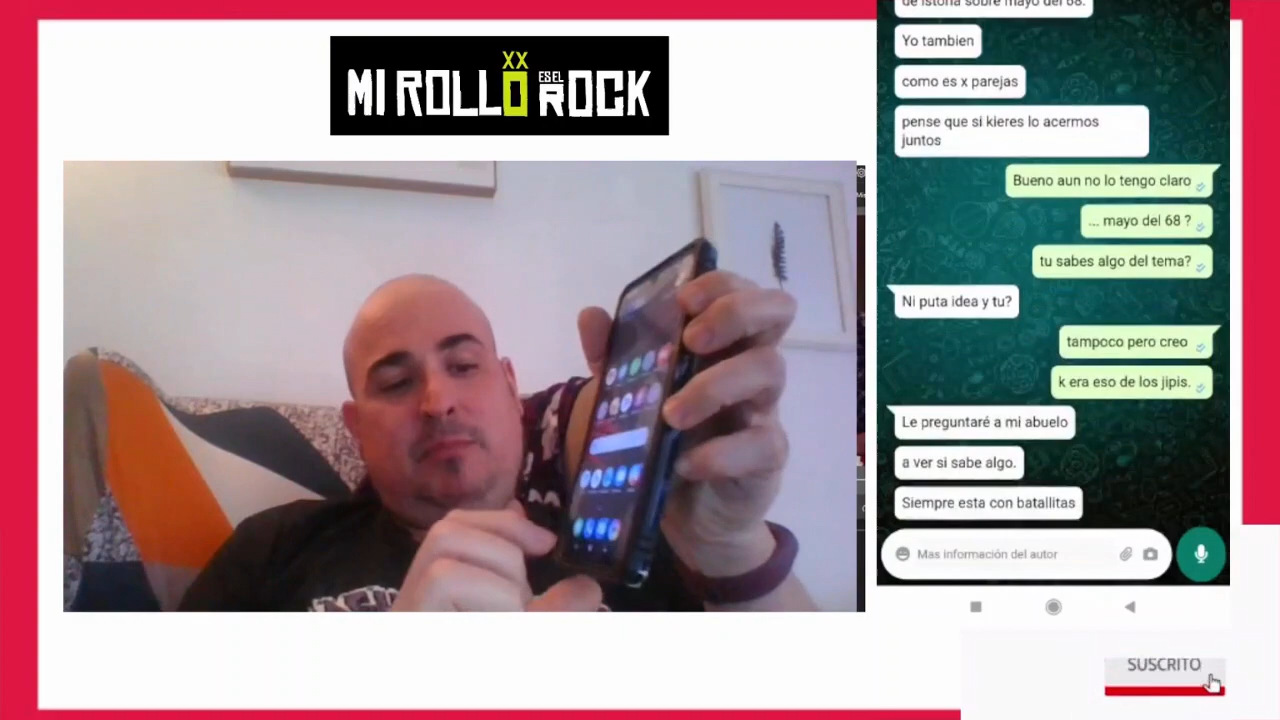 MI ROLLO ES EL ROCK
XX
de istoria sobre mayo del 68.
Yo tambien
como es x parejas
pense que si kieres lo acermos
juntos
Bueno aun no lo tengo claro
... mayo del 68 ?
tu sabes algo del tema?
Ni puta idea y tu?
tampoco pero creo
k era eso de los jipis.
Le preguntaré a mi abuelo
a ver si sabe algo.
Siempre esta con batallitas
Mas información del autor
SUSCRITO